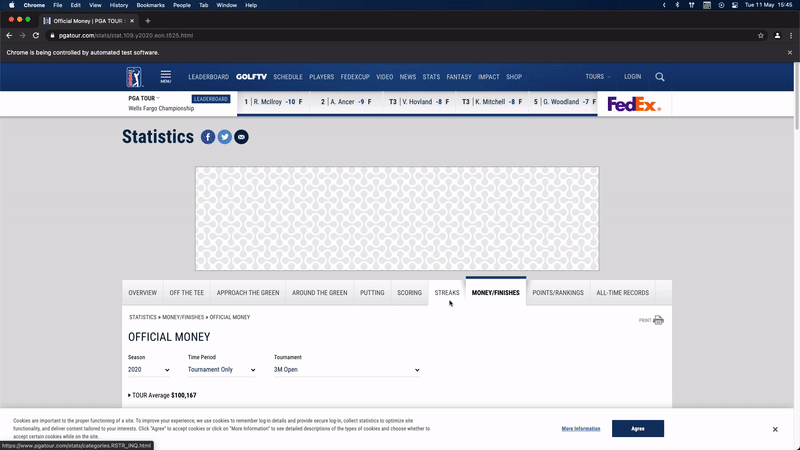 Chrome File Edit View History Bookmarks People Tab Window Help Tue 11 May 15:45
Official Money | PGA TOUR S
pgatour.com/stats/stat.109.y2020.eon.t525.html
Chrome is being controlled by automated test software.
MENU LEADERBOARD GOLFTV SCHEDULE PLAYERS FEDEXCUP VIDEO NEWS STATS FANTASY IMPACT SHOP TOURS LOGIN
PGA TOUR LEADERBOARD
Wells Fargo Championship
1 R. McIlroy -10 F 2 A. Ancer -9 F T3 V. Hovland -8 F T3 K. Mitchell -8 F 5 G. Woodland -7 F
FedEx
Statistics
OVERVIEW OFF THE TEE APPROACH THE GREEN AROUND THE GREEN PUTTING SCORING STREAKS MONEY/FINISHES POINTS/RANKINGS ALL-TIME RECORDS
STATISTICS » MONEY/FINISHES » OFFICIAL MONEY
PRINT
OFFICIAL MONEY
Season Time Period Tournament
2020 Tournament Only 3M Open
TOUR Average $100,167
Cookies are important to the proper functioning of a site. To improve your experience, we use cookies to remember log-in details and provide secure log-in, collect statistics to optimize site
functionality, and deliver content tailored to your interests. Click "Agree" to accept cookies or click on "More Information" to see detailed descriptions of the types of cookies and choose whether to
accept certain cookies while on the site.
More Information Agree
https://www.pgatour.com/stats/categories.RSTR_INQ.html